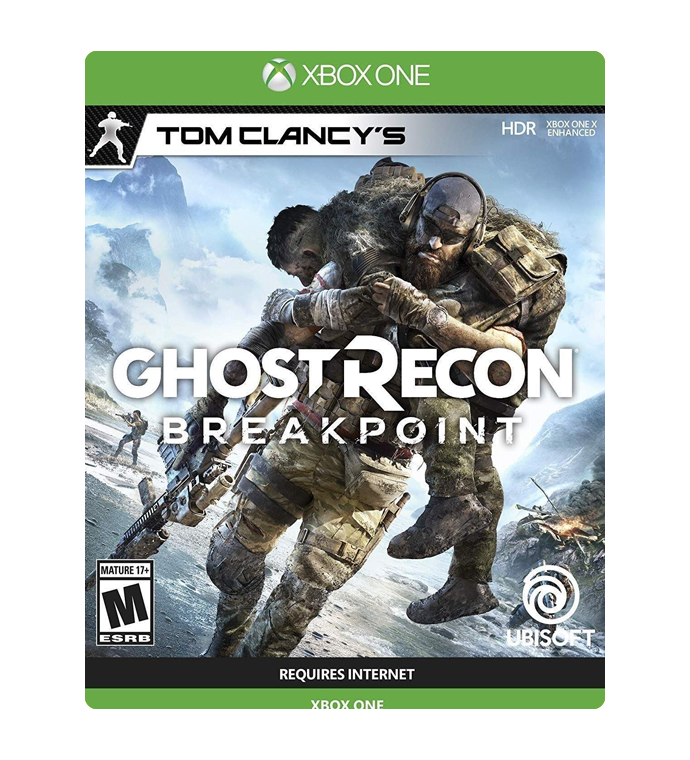 XBOX ONE
TOM CLANCY'S
HDR
XBOX ONE X
ENHANCED
GHOST RECON
BREAKPOINT
MATURE 17+
M
ESRB
UBISOFT
REQUIRES INTERNET
XBOX ONE